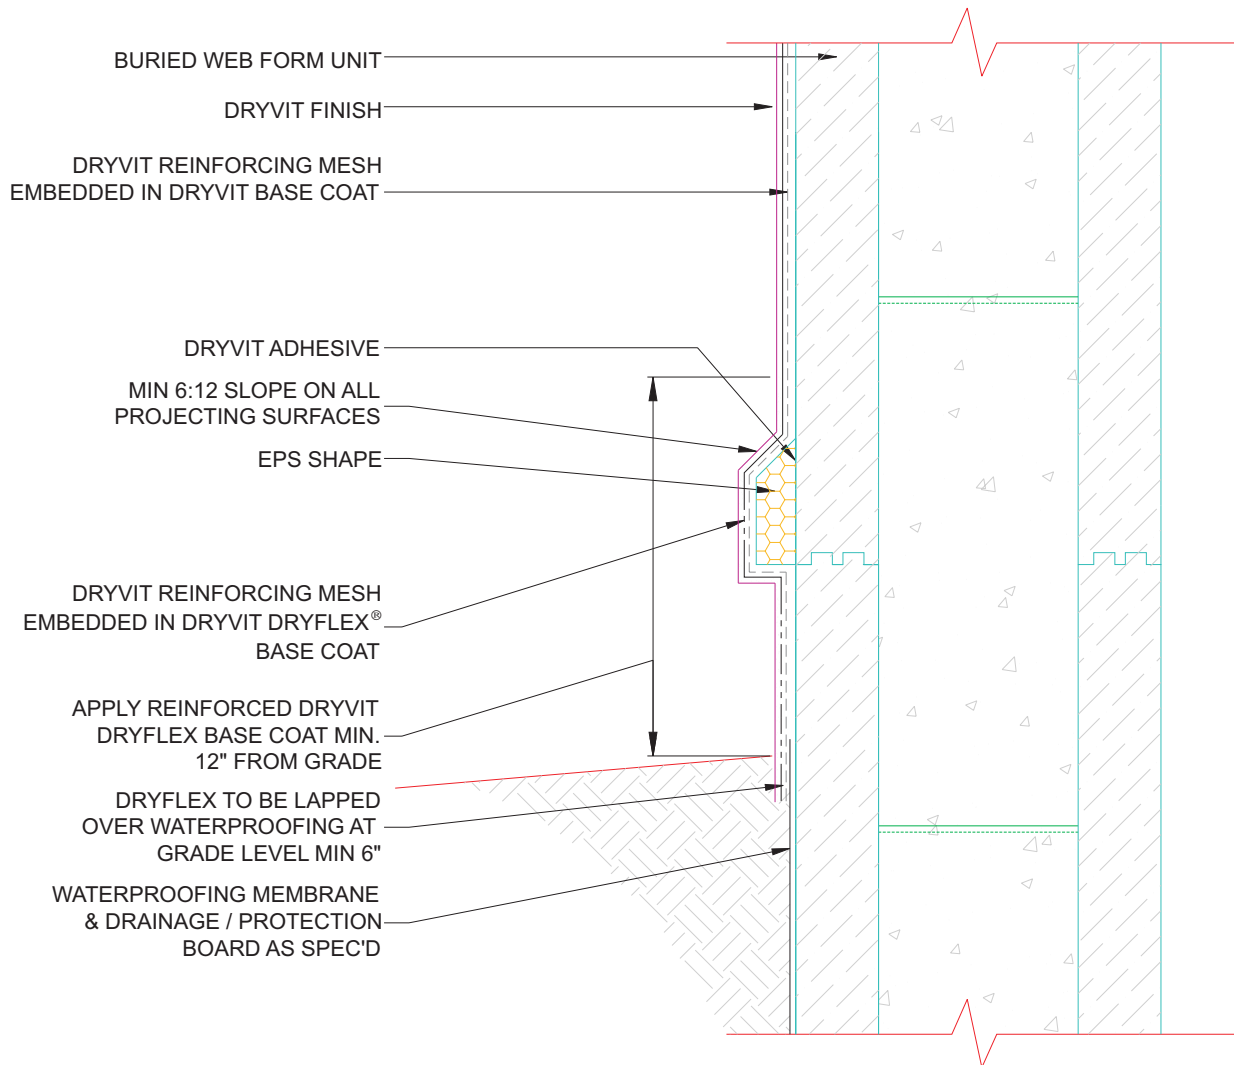 BURIED WEB FORM UNIT
DRYVIT FINISH
DRYVIT REINFORCING MESH
EMBEDDED IN DRYVIT BASE COAT
DRYVIT ADHESIVE
MIN 6:12 SLOPE ON ALL
PROJECTING SURFACES
EPS SHAPE
DRYVIT REINFORCING MESH
EMBEDDED IN DRYVIT DRYFLEX®
BASE COAT
APPLY REINFORCED DRYVIT
DRYFLEX BASE COAT MIN.
12" FROM GRADE
DRYFLEX TO BE LAPPED
OVER WATERPROOFING AT
GRADE LEVEL MIN 6"
WATERPROOFING MEMBRANE
& DRAINAGE / PROTECTION
BOARD AS SPEC'D